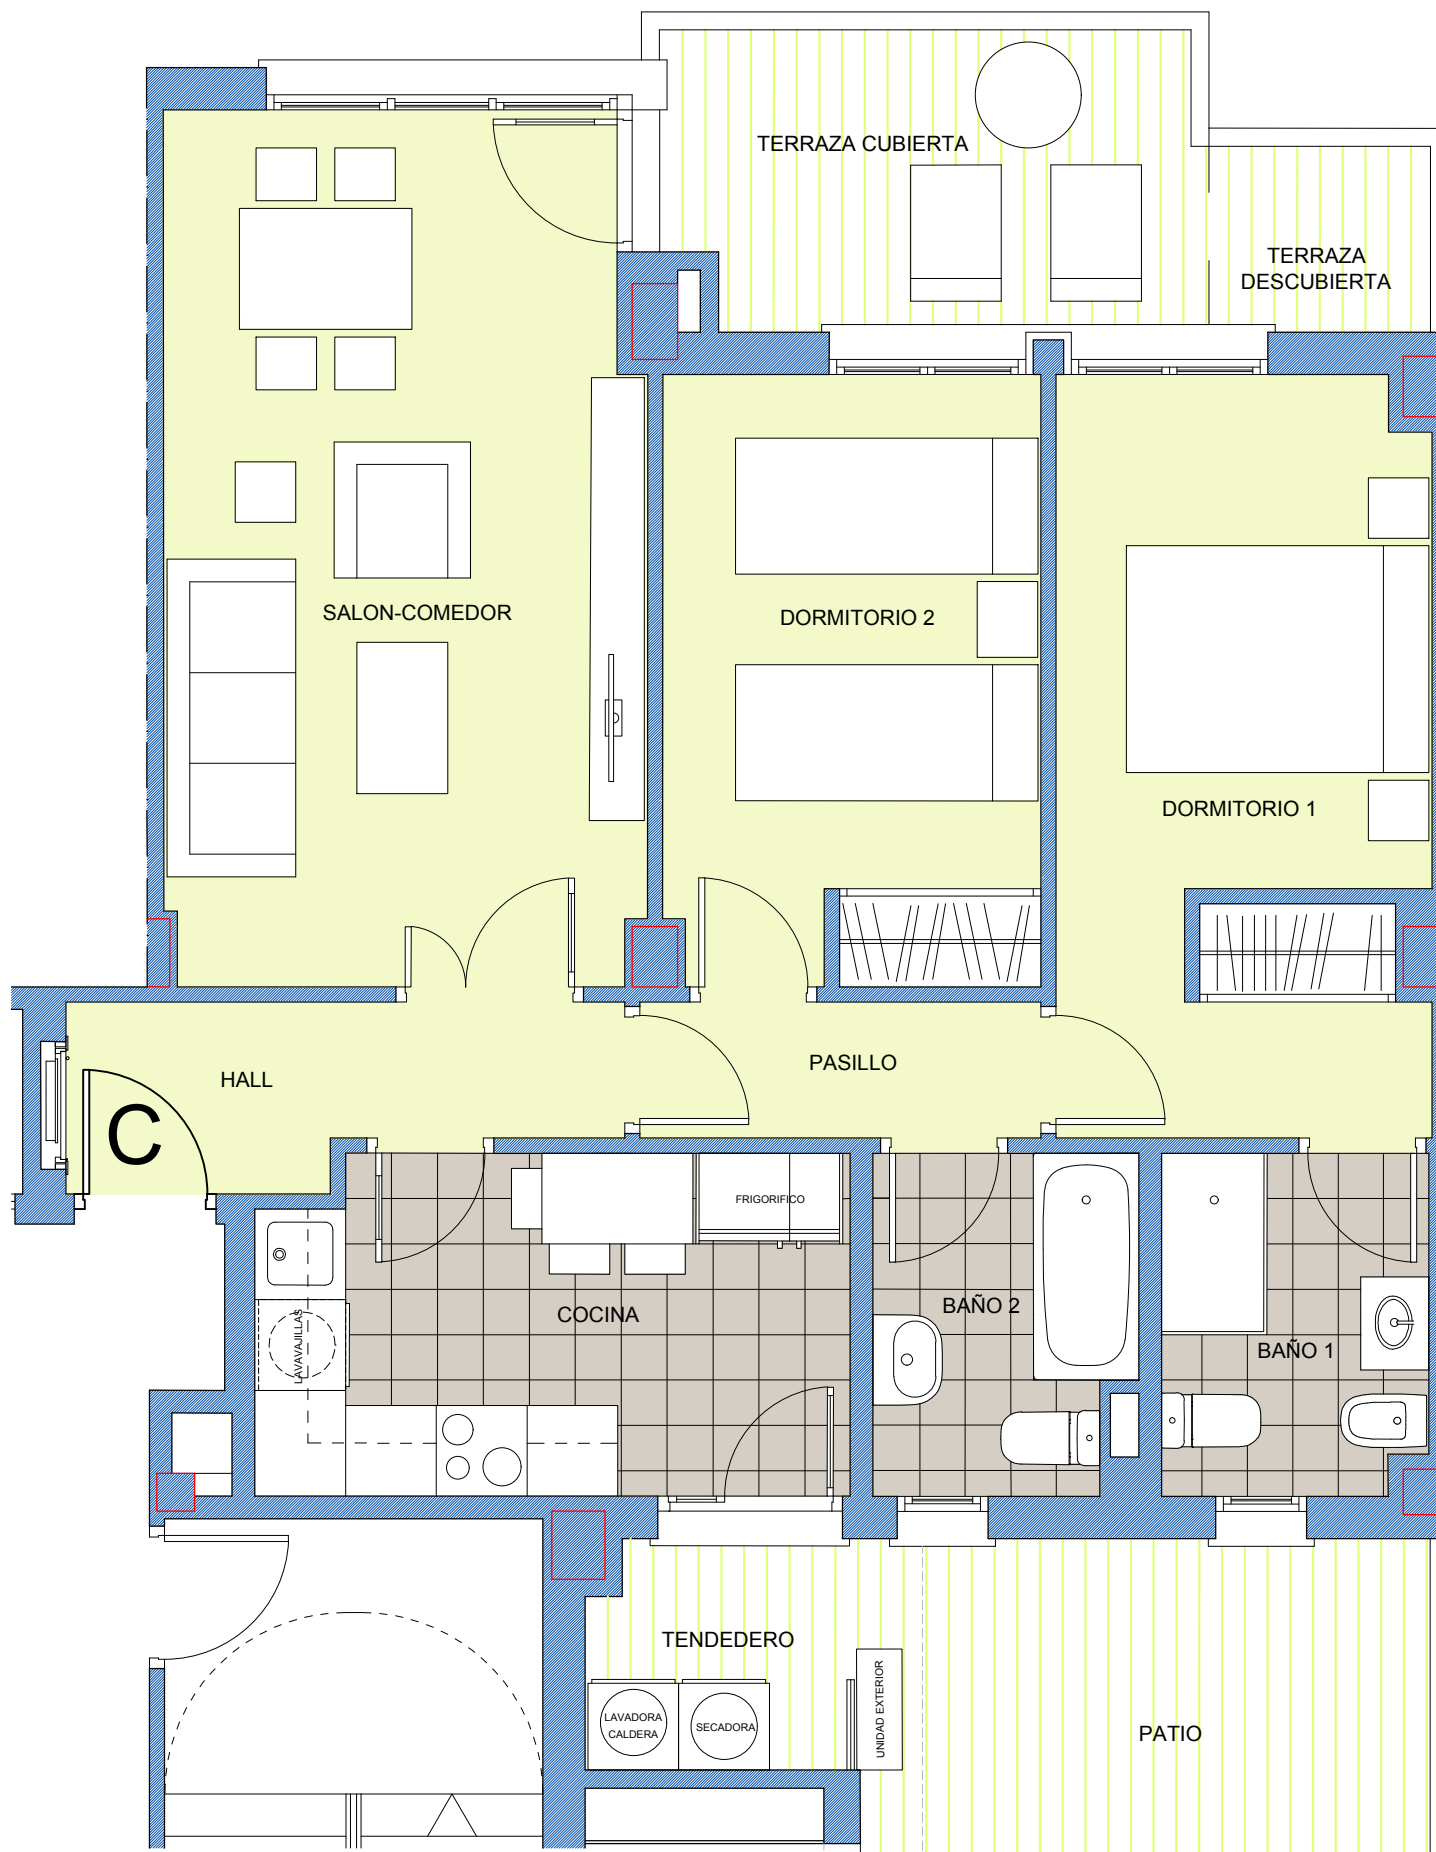 TERRAZA CUBIERTA
TERRAZA
DESCUBIERTA
SALON-COMEDOR
DORMITORIO 2
DORMITORIO 1
HALL
PASILLO
C
FRIGORIFICO
COCINA
LAVAVAJILLAS
BAÑO 2
BAÑO 1
TENDEDERO
LAVADORA
CALDERA
SECADORA
UNIDAD EXTERIOR
PATIO